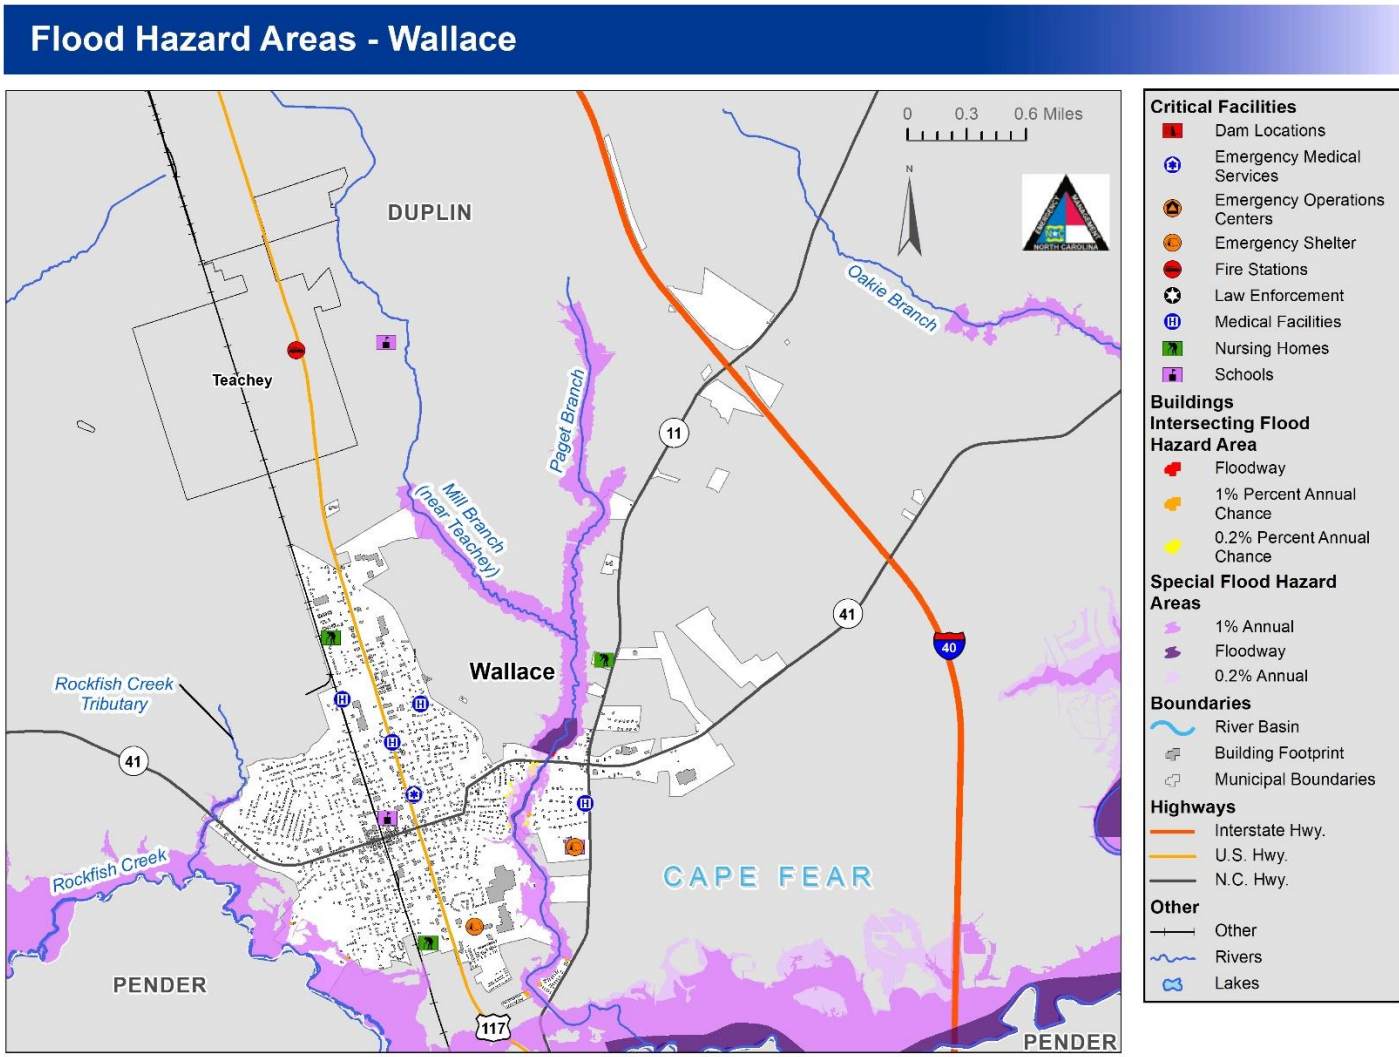 Flood Hazard Areas - Wallace
0 0.3 0.6 Miles
N
EMERGENCY
MANAGEMENT
NC
NORTH CAROLINA
DUPLIN
Oakie Branch
Teachey
Paget Branch
11
Mill Branch
(near Teachey)
41
40
Wallace
Rockfish Creek
Tributary
41
Rockfish Creek
CAPE FEAR
PENDER
117
PENDER
Critical Facilities
Dam Locations
Emergency Medical
Services
Emergency Operations
Centers
Emergency Shelter
Fire Stations
Law Enforcement
H Medical Facilities
Nursing Homes
Schools
Buildings
Intersecting Flood
Hazard Area
Floodway
1% Percent Annual
Chance
0.2% Percent Annual
Chance
Special Flood Hazard
Areas
1% Annual
Floodway
0.2% Annual
Boundaries
River Basin
Building Footprint
Municipal Boundaries
Highways
Interstate Hwy.
U.S. Hwy.
N.C. Hwy.
Other
Other
Rivers
Lakes